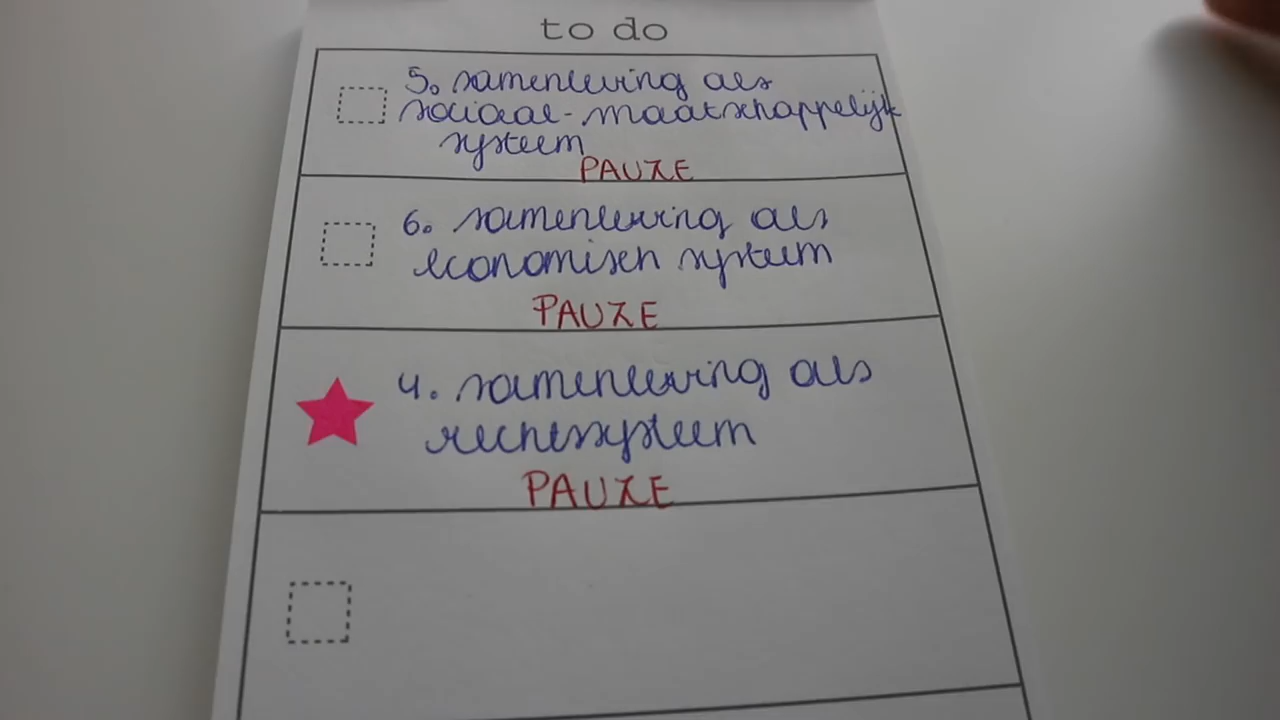 to do
5. samenleving als
sociaal-maatschappelijk
systeem
PAUZE
6. samenleving als
economisch systeem
PAUZE
4. samenleving als
rechtssysteem
PAUZE